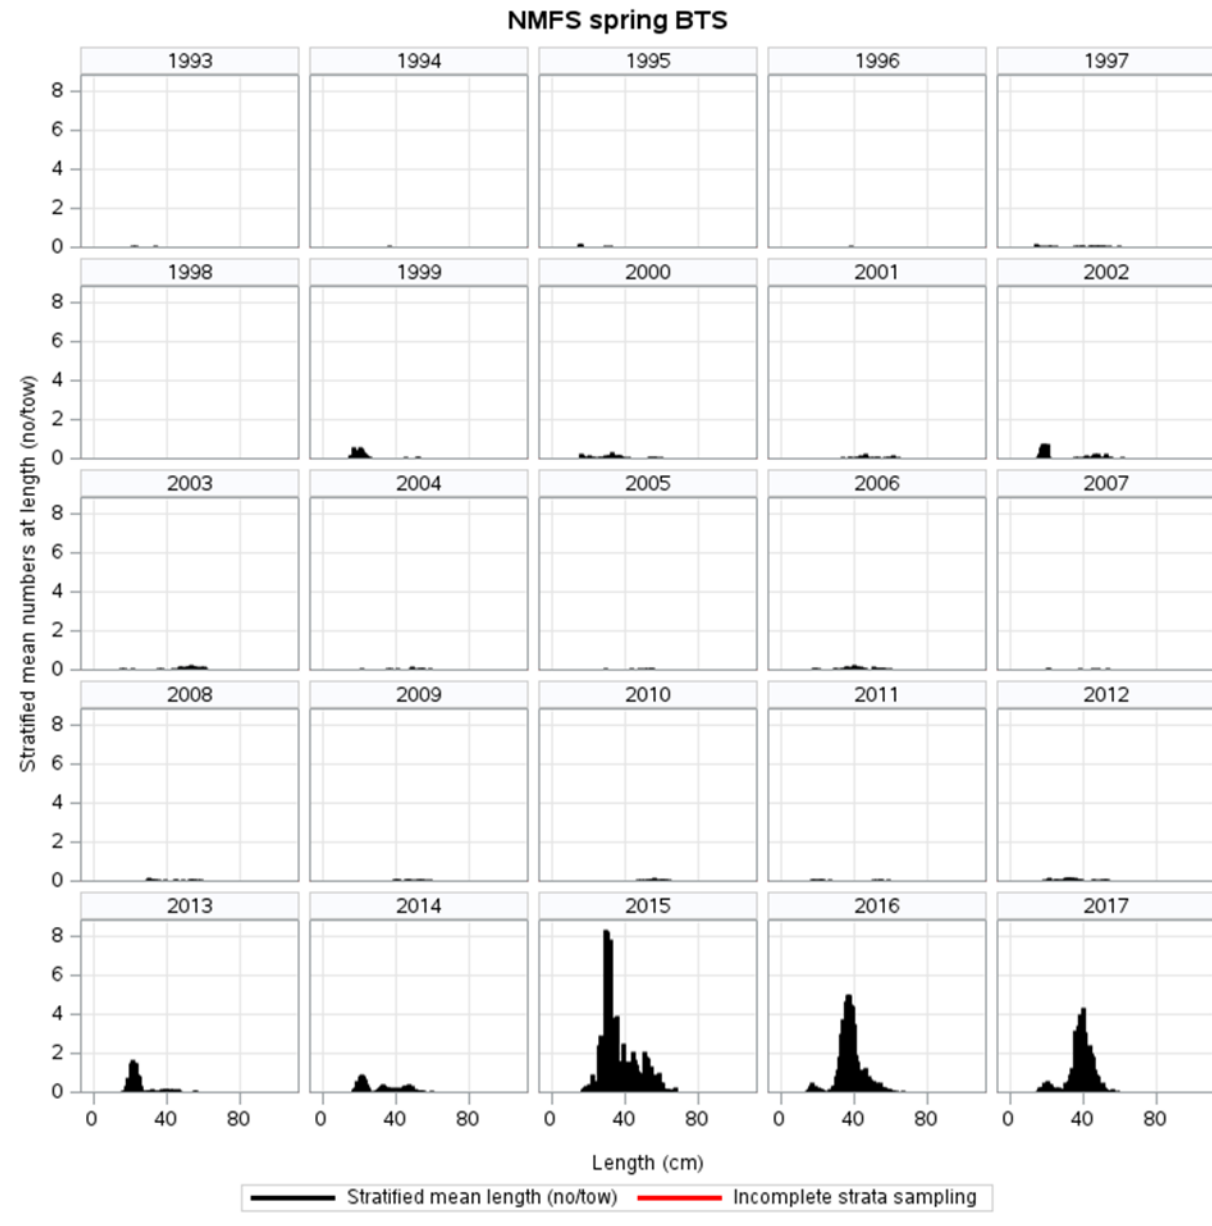 NMFS spring BTS
1993 1994 1995 1996 1997
8
6
4
2
0
1998 1999 2000 2001 2002
8
6
4
2
0
2003 2004 2005 2006 2007
8
6
4
2
0
2008 2009 2010 2011 2012
8
6
4
2
0
2013 2014 2015 2016 2017
8
6
4
2
0
0 40 80 0 40 80 0 40 80 0 40 80 0 40 80
Stratified mean numbers at length (no/tow)
Length (cm)
Stratified mean length (no/tow) Incomplete strata sampling